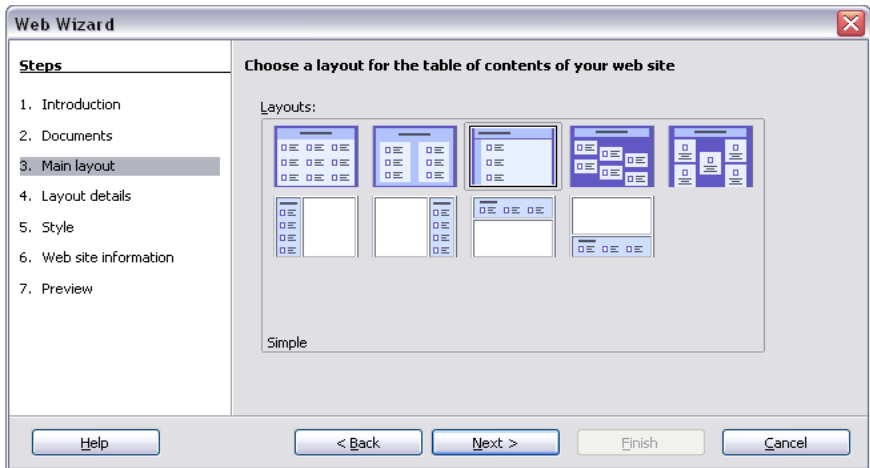 Web Wizard
Steps
1. Introduction
2. Documents
3. Main layout
4. Layout details
5. Style
6. Web site information
7. Preview
Choose a layout for the table of contents of your web site
Layouts:
Simple
Help
< Back
Next >
Finish
Cancel